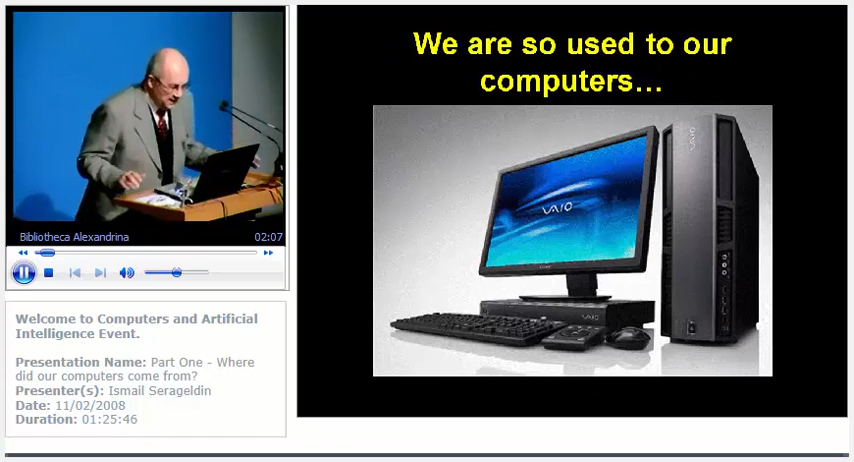 We are so used to our
computers...
VAIO
VAIO
VAIO
Bibliotheca Alexandrina 02:07
Welcome to Computers and Artificial
Intelligence Event.
Presentation Name: Part One - Where
did our computers come from?
Presenter(s): Ismail Serageldin
Date: 11/02/2008
Duration: 01:25:46